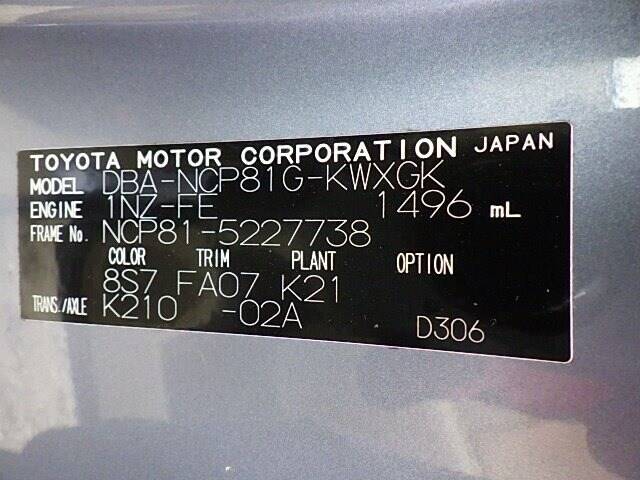 TOYOTA MOTOR CORPORATION JAPAN
MODEL DBA-NCP81G-KWXGK
ENGINE 1NZ-FE 1496 mL
FRAME No. NCP81-5227738
COLOR TRIM PLANT OPTION
8S7 FA07 K21
TRANS./AXLE K210 -02A
D306